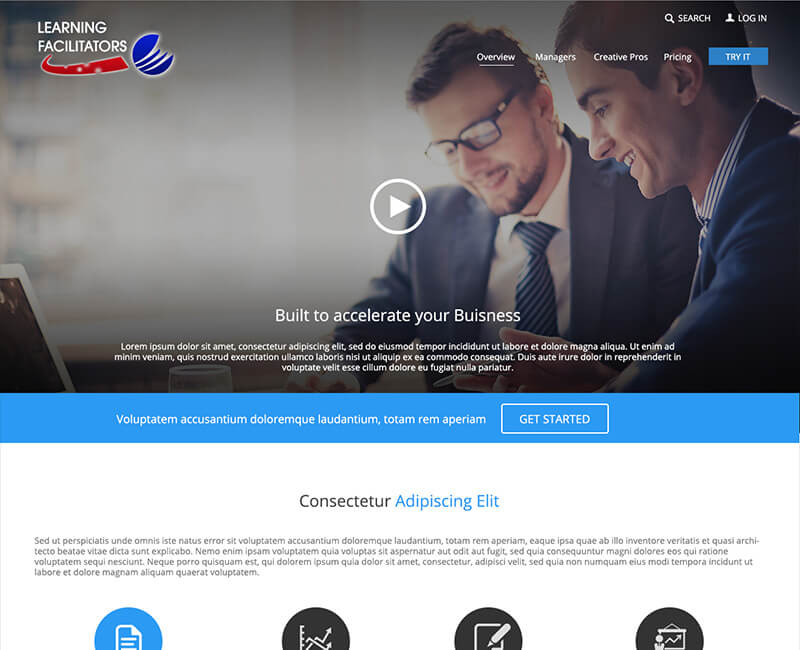 LEARNING
FACILITATORS
SEARCH LOG IN
Overview Managers Creative Pros Pricing TRY IT
Built to accelerate your Buisness
Lorem ipsum dolor sit amet, consectetur adipiscing elit, sed do eiusmod tempor incididunt ut labore et dolore magna aliqua. Ut enim ad
minim veniam, quis nostrud exercitation ullamco laboris nisi ut aliquip ex ea commodo consequat. Duis aute irure dolor in reprehenderit in
voluptate velit esse cillum dolore eu fugiat nulla pariatur.
Voluptatem accusantium doloremque laudantium, totam rem aperiam GET STARTED
Consectetur Adipiscing Elit
Sed ut perspiciatis unde omnis iste natus error sit voluptatem accusantium doloremque laudantium, totam rem aperiam, eaque ipsa quae ab illo inventore veritatis et quasi archi-
tecto beatae vitae dicta sunt explicabo. Nemo enim ipsam voluptatem quia voluptas sit aspernatur aut odit aut fugit, sed quia consequuntur magni dolores eos qui ratione
voluptatem sequi nesciunt. Neque porro quisquam est, qui dolorem ipsum quia dolor sit amet, consectetur, adipisci velit, sed quia non numquam eius modi tempora incidunt ut
labore et dolore magnam aliquam quaerat voluptatem.